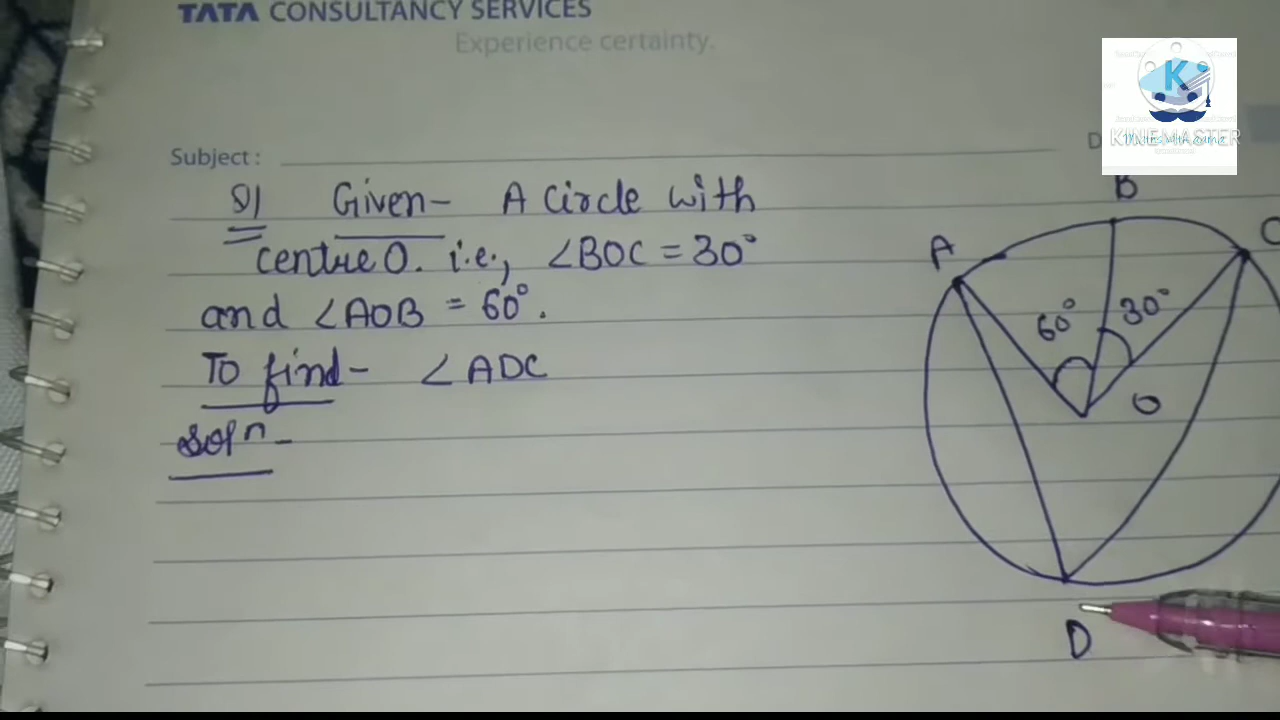 TATA CONSULTANCY SERVICES
Experience certainty.
Subject :
D
KINEMASTER
Q1 Given- A circle with
centre O. i.e., ∠BOC = 30°
and ∠AOB = 60°.
To find- ∠ADC
Solⁿ-
B
A
C
60° 30°
O
D